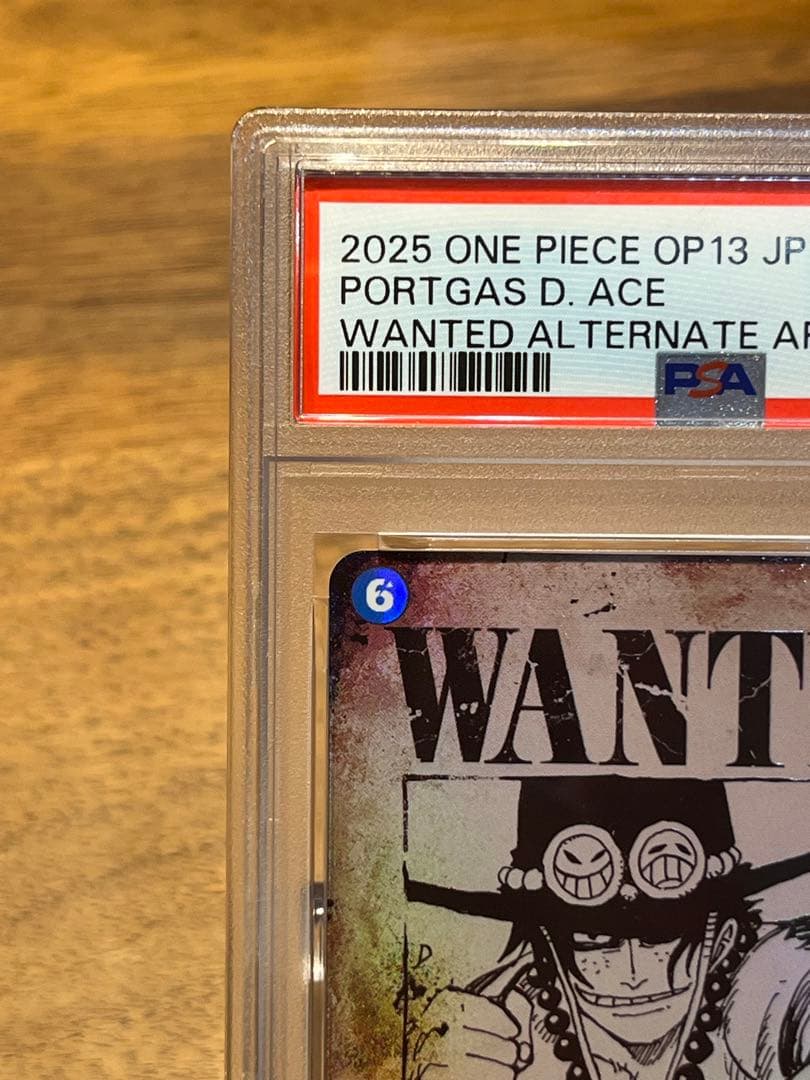 2025 ONE PIECE OP13 JP
PORTGAS D. ACE
WANTED ALTERNATE AR
PSA
6
WANT
D